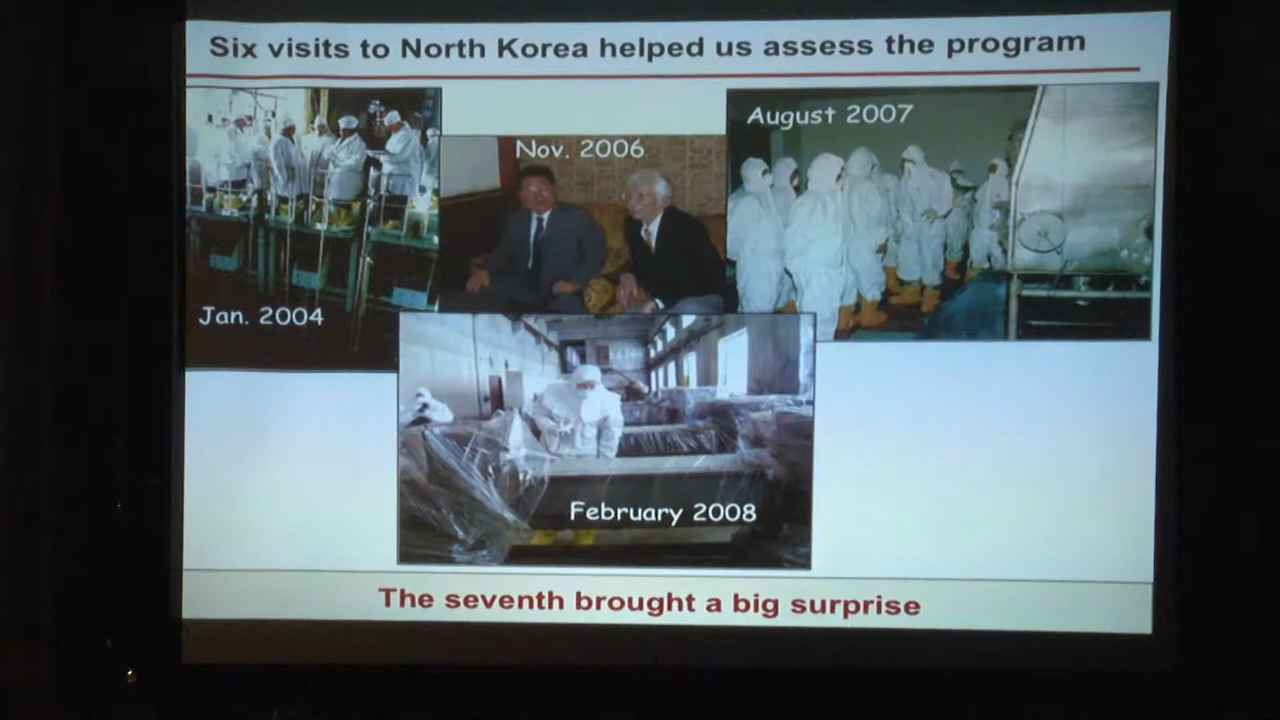 Six visits to North Korea helped us assess the program
August 2007
Nov. 2006
Jan. 2004
February 2008
The seventh brought a big surprise